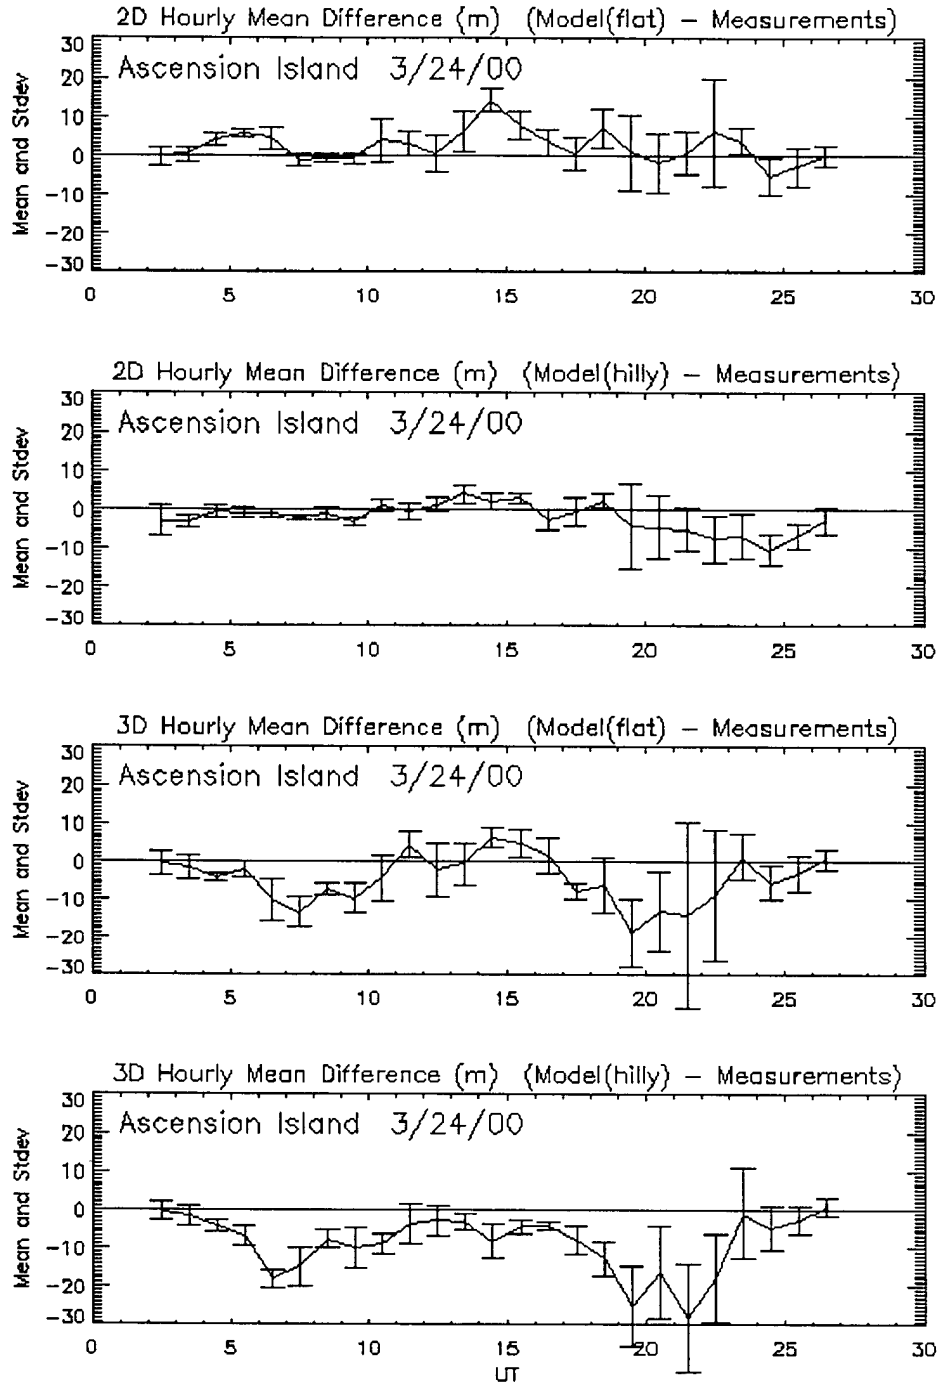 2D Hourly Mean Difference (m) (Model(flat) - Measurements)
Ascension Island 3/24/00
Mean and Stdev
30
20
10
0
-10
-20
-30
0 5 10 15 20 25 30
2D Hourly Mean Difference (m) (Model(hilly) - Measurements)
Ascension Island 3/24/00
Mean and Stdev
30
20
10
0
-10
-20
-30
0 5 10 15 20 25 30
3D Hourly Mean Difference (m) (Model(flat) - Measurements)
Ascension Island 3/24/00
Mean and Stdev
30
20
10
0
-10
-20
-30
0 5 10 15 20 25 30
3D Hourly Mean Difference (m) (Model(hilly) - Measurements)
Ascension Island 3/24/00
Mean and Stdev
30
20
10
0
-10
-20
-30
0 5 10 15 20 25 30
UT